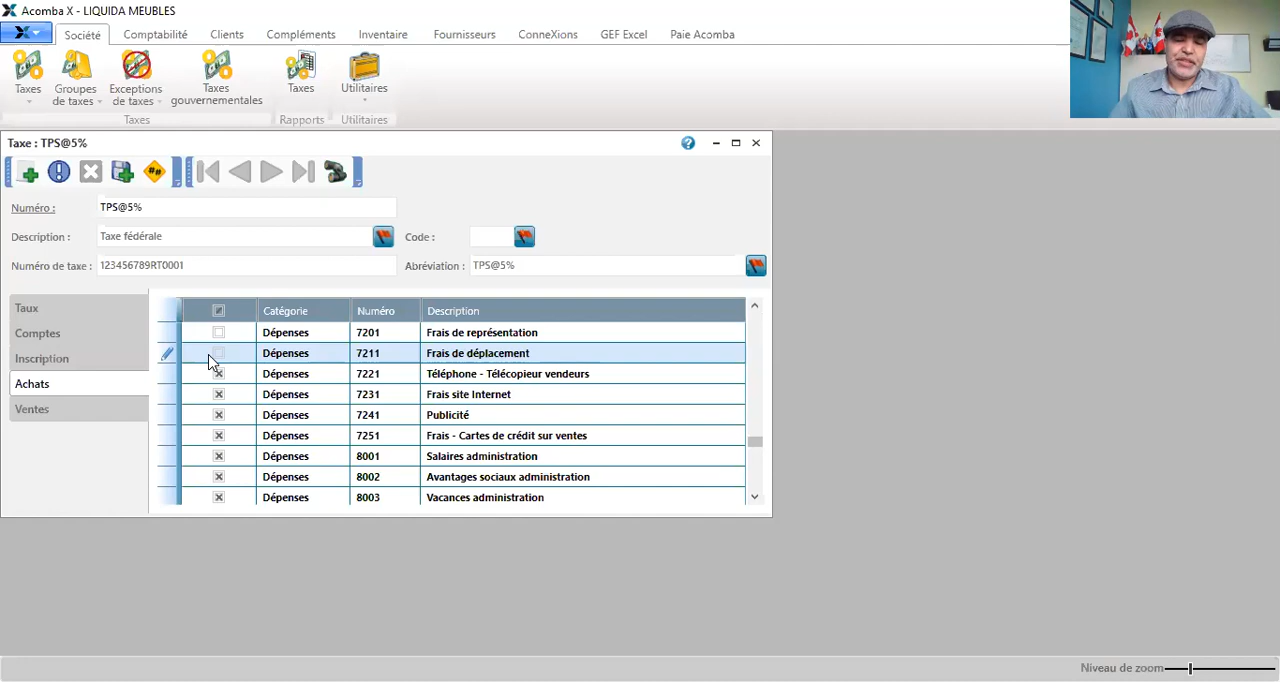 Acomba X - LIQUIDA MEUBLES
Société Comptabilité Clients Compléments Inventaire Fournisseurs ConneXions GEF Excel Paie Acomba
Taxes
Groupes de taxes
Exceptions de taxes
Taxes gouvernementales
Taxes
Utilitaires
Taxes Rapports Utilitaires
Taxe : TPS@5%
Numéro : TPS@5%
Description : Taxe fédérale Code :
Numéro de taxe : 123456789RT0001 Abréviation : TPS@5%
Taux
Comptes
Inscription
Achats
Ventes
Catégorie Numéro Description
Dépenses 7201 Frais de représentation
Dépenses 7211 Frais de déplacement
Dépenses 7221 Téléphone - Télécopieur vendeurs
Dépenses 7231 Frais site Internet
Dépenses 7241 Publicité
Dépenses 7251 Frais - Cartes de crédit sur ventes
Dépenses 8001 Salaires administration
Dépenses 8002 Avantages sociaux administration
Dépenses 8003 Vacances administration
Niveau de zoom